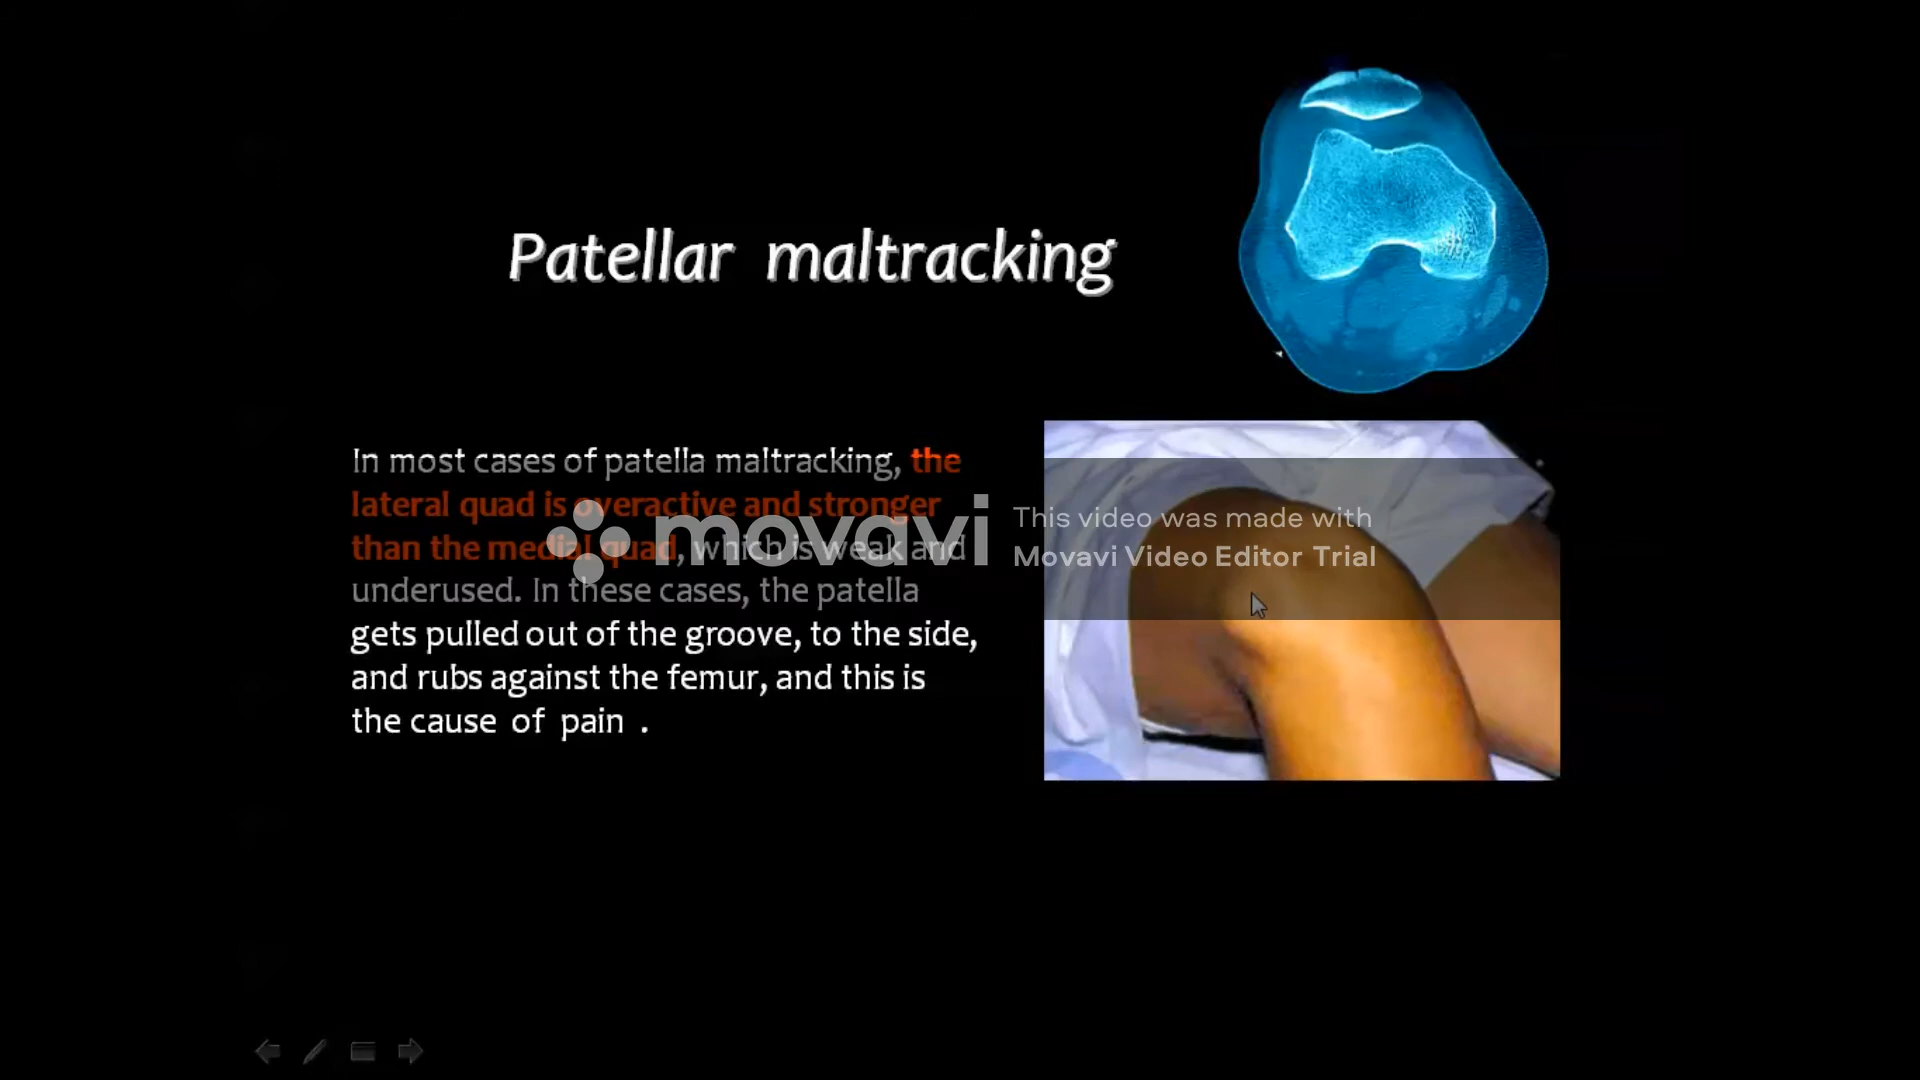 Patellar maltracking
In most cases of patella maltracking, the
lateral quad is overactive and stronger
than the medial quad, which is weak and
underused. In these cases, the patella
gets pulled out of the groove, to the side,
and rubs against the femur, and this is
the cause of pain .
movavi
This video was made with
Movavi Video Editor Trial